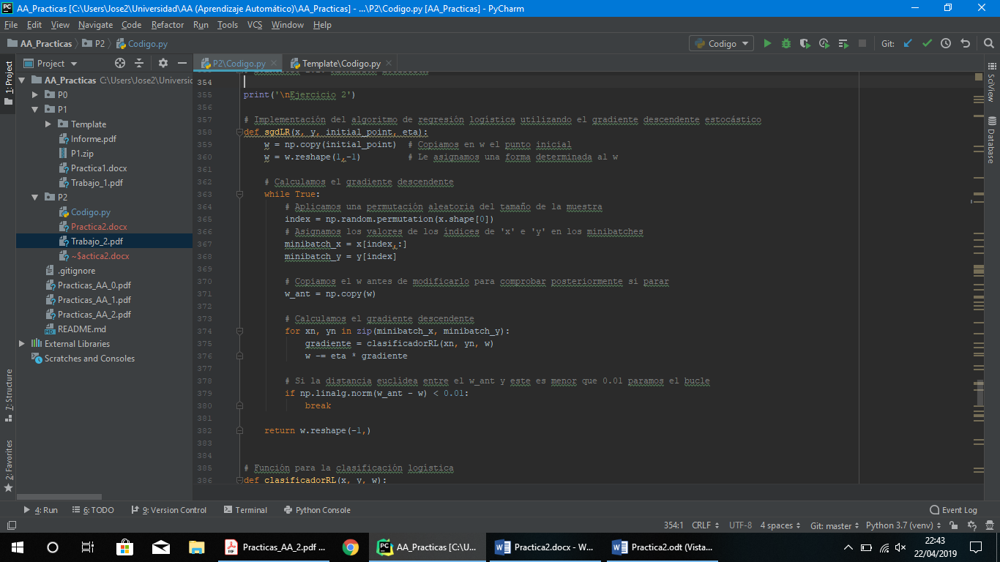 AA_Practicas [C:\Users\Jose2\Universidad\AA (Aprendizaje Automático)\AA_Practicas] - ...\P2\Codigo.py [AA_Practicas] - PyCharm
File Edit View Navigate Code Refactor Run Tools VCS Window Help
AA_Practicas P2 Codigo.py Codigo Git:
Project P2\Codigo.py Template\Codigo.py
1: Project
7: Structure
2: Favorites
AA_Practicas C:\Users\Jose2\Universic
P0
P1
Template
Informe.pdf
P1.zip
Practica1.docx
Trabajo_1.pdf
P2
Codigo.py
Practica2.docx
Trabajo_2.pdf
~$actica2.docx
.gitignore
Practicas_AA_0.pdf
Practicas_AA_1.pdf
Practicas_AA_2.pdf
README.md
External Libraries
Scratches and Consoles
354
355 print('\nEjercicio 2')
356
357 # Implementación del algoritmo de regresión logística utilizando el gradiente descendente estocástico
358 def sgdLR(x, y, initial_point, eta):
359 w = np.copy(initial_point) # Copiamos en w el punto inicial
360 w = w.reshape(1,-1) # Le asignamos una forma determinada al w
361
362 # Calculamos el gradiente descendente
363 while True:
364 # Aplicamos una permutación aleatoria del tamaño de la muestra
365 index = np.random.permutation(x.shape[0])
366 # Asignamos los valores de los índices de 'x' e 'y' en los minibatches
367 minibatch_x = x[index,:]
368 minibatch_y = y[index]
369
370 # Copiamos el w antes de modificarlo para comprobar posteriormente si parar
371 w_ant = np.copy(w)
372
373 # Calculamos el gradiente descendente
374 for xn, yn in zip(minibatch_x, minibatch_y):
375 gradiente = clasificadorRL(xn, yn, w)
376 w -= eta * gradiente
377
378 # Si la distancia euclídea entre el w_ant y este es menor que 0.01 paramos el bucle
379 if np.linalg.norm(w_ant - w) < 0.01:
380 break
381
382 return w.reshape(-1,)
383
384
385 # Función para la clasificación logística
386 def clasificadorRL(x, y, w):
SciView
Database
4: Run 6: TODO 9: Version Control Terminal Python Console Event Log
354:1 CRLF UTF-8 4 spaces Git: master Python 3.7 (venv)
PDF Practicas_AA_2.pdf ... PC AA_Practicas [C:\U... Practica2.docx - W... Practica2.odt (Vista...
22:43
22/04/2019